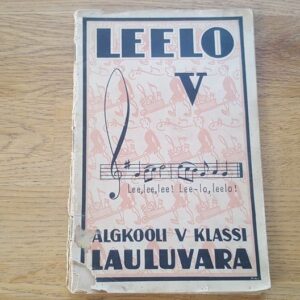 LEELO
V
Lee, lee, lee! Lee-lo, leelo!
ALGKOOLI V KLASSI
LAULUVARA